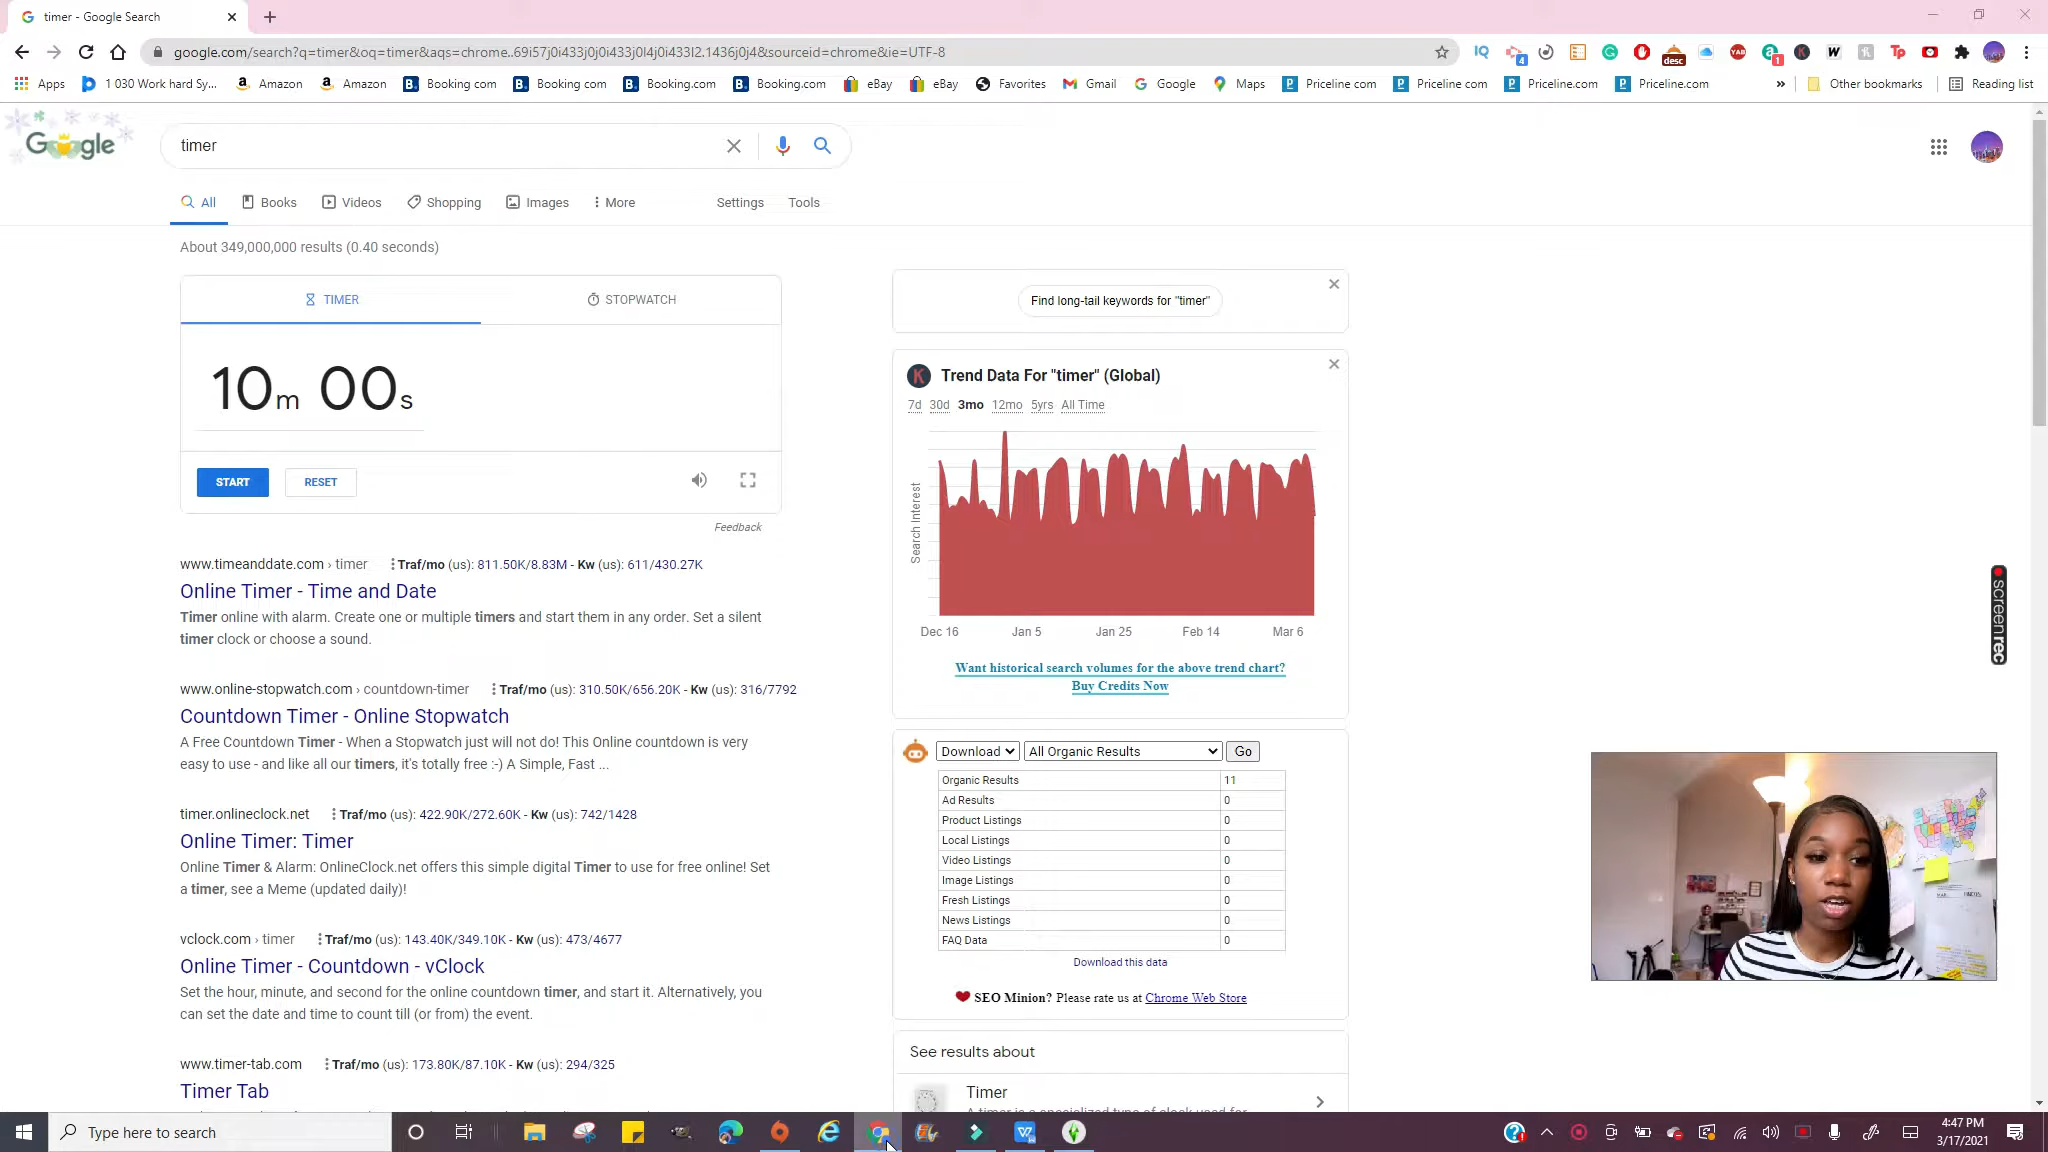 timer - Google Search
google.com/search?q=timer&oq=timer&aqs=chrome..69i57j0i433j0j0i433j0l4j0i433l2.1436j0j4&sourceid=chrome&ie=UTF-8
IQ 4 desc YAB 1 K W Tp
Apps 1 030 Work hard Sy... Amazon Amazon Booking com Booking com Booking.com Booking.com eBay eBay Favorites Gmail Google Maps Priceline com Priceline com Priceline.com Priceline.com » Other bookmarks Reading list
Google
timer
All Books Videos Shopping Images More Settings Tools
About 349,000,000 results (0.40 seconds)
TIMER STOPWATCH
10m 00s
START RESET
Feedback
www.timeanddate.com › timer Traf/mo (us): 811.50K/8.83M - Kw (us): 611/430.27K
Online Timer - Time and Date
Timer online with alarm. Create one or multiple timers and start them in any order. Set a silent
timer clock or choose a sound.
www.online-stopwatch.com › countdown-timer Traf/mo (us): 310.50K/656.20K - Kw (us): 316/7792
Countdown Timer - Online Stopwatch
A Free Countdown Timer - When a Stopwatch just will not do! This Online countdown is very
easy to use - and like all our timers, it's totally free :-) A Simple, Fast ...
timer.onlineclock.net Traf/mo (us): 422.90K/272.60K - Kw (us): 742/1428
Online Timer: Timer
Online Timer & Alarm: OnlineClock.net offers this simple digital Timer to use for free online! Set
a timer, see a Meme (updated daily)!
vclock.com › timer Traf/mo (us): 143.40K/349.10K - Kw (us): 473/4677
Online Timer - Countdown - vClock
Set the hour, minute, and second for the online countdown timer, and start it. Alternatively, you
can set the date and time to count till (or from) the event.
www.timer-tab.com Traf/mo (us): 173.80K/87.10K - Kw (us): 294/325
Timer Tab
Find long-tail keywords for "timer"
K Trend Data For "timer" (Global)
7d 30d 3mo 12mo 5yrs All Time
Search Interest
Dec 16 Jan 5 Jan 25 Feb 14 Mar 6
Want historical search volumes for the above trend chart?
Buy Credits Now
Download All Organic Results Go
Organic Results 11
Ad Results 0
Product Listings 0
Local Listings 0
Video Listings 0
Image Listings 0
Fresh Listings 0
News Listings 0
FAQ Data 0
Download this data
SEO Minion? Please rate us at Chrome Web Store
See results about
Timer
A timer is a specialized type of clock used for
screenrec
Type here to search
4:47 PM
3/17/2021